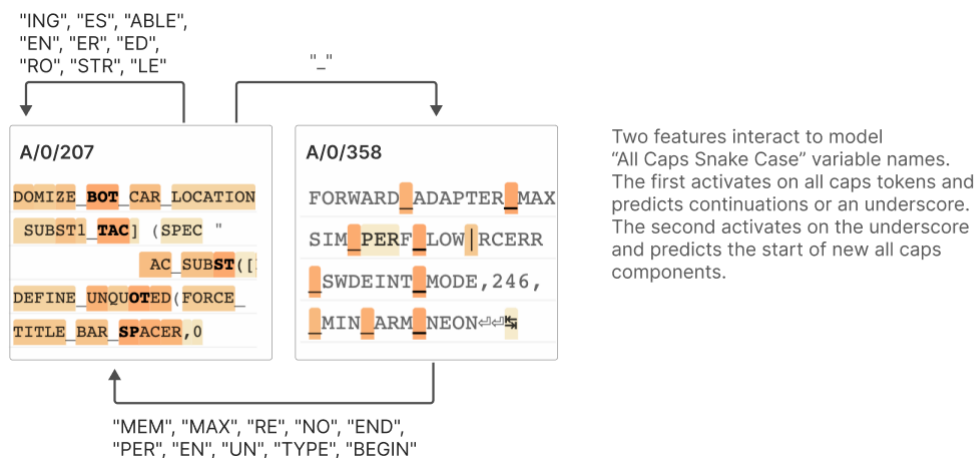 "ING", "ES", "ABLE",
"EN", "ER", "ED",
"RO", "STR", "LE"
"_"
A/0/207
DOMIZE_BOT_CAR_LOCATION
SUBST1_TAC] (SPEC "
AC_SUBST([
DEFINE_UNQUOTED(FORCE_
TITLE_BAR_SPACER,0
A/0/358
FORWARD_ADAPTER_MAX
SIM_PERF_LOW|RCERR
_SWDEINT_MODE,246,
_MIN_ARM_NEON⏎⏎↹
Two features interact to model
“All Caps Snake Case” variable names.
The first activates on all caps tokens and
predicts continuations or an underscore.
The second activates on the underscore
and predicts the start of new all caps
components.
"MEM", "MAX", "RE", "NO", "END",
"PER", "EN", "UN", "TYPE", "BEGIN"